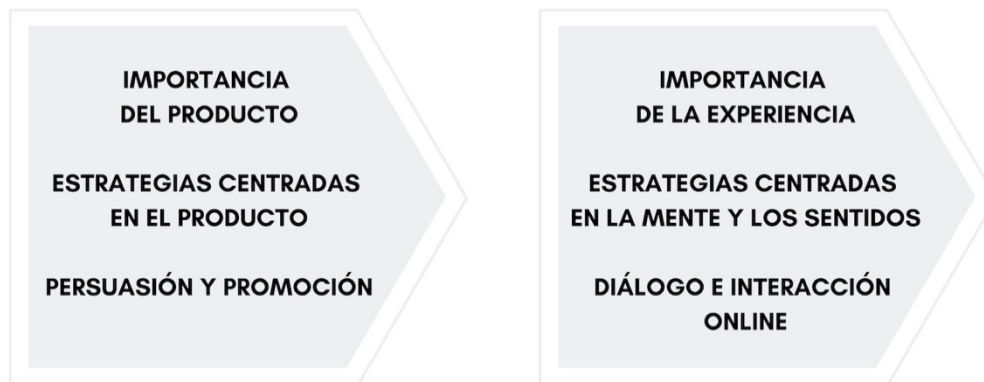 IMPORTANCIA
DEL PRODUCTO
ESTRATEGIAS CENTRADAS
EN EL PRODUCTO
PERSUASIÓN Y PROMOCIÓN
IMPORTANCIA
DE LA EXPERIENCIA
ESTRATEGIAS CENTRADAS
EN LA MENTE Y LOS SENTIDOS
DIÁLOGO E INTERACCIÓN
ONLINE